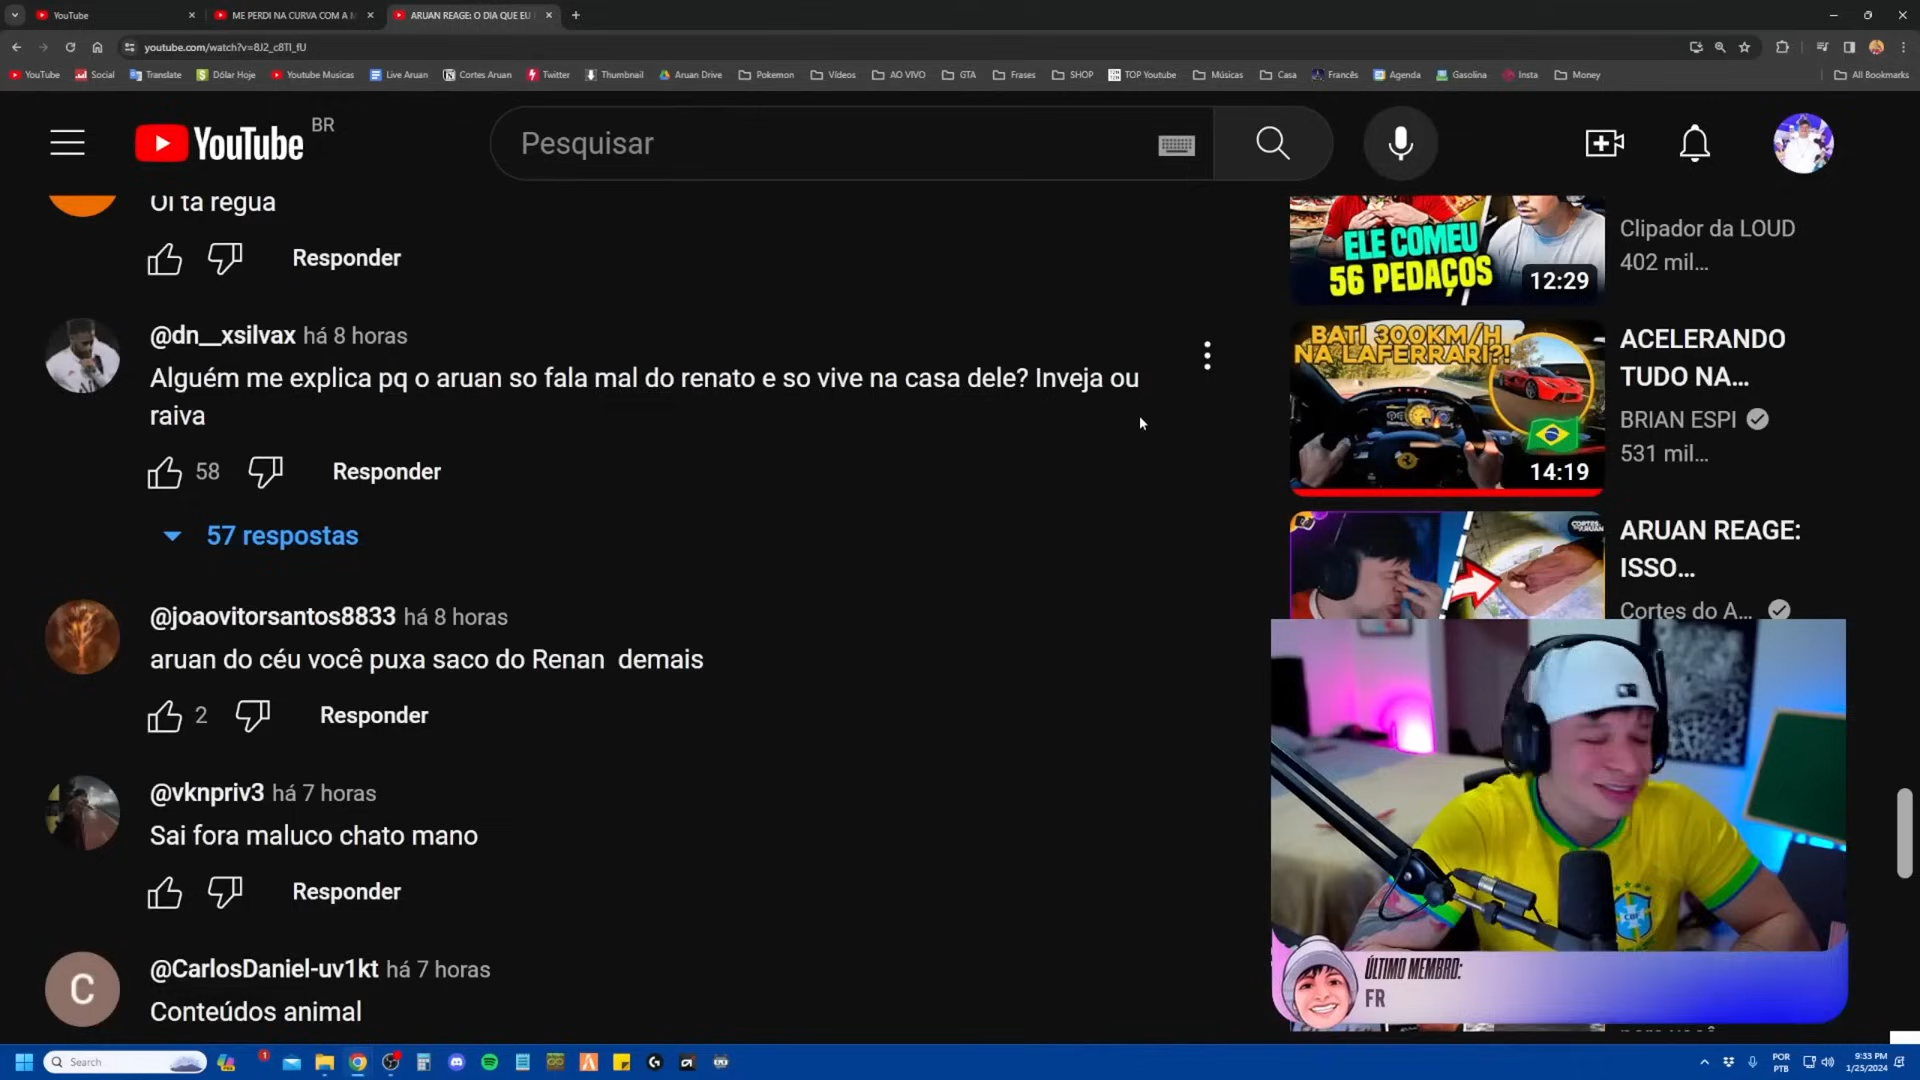 YouTube
ME PERDI NA CURVA COM A
ARUAN REAGE: O DIA QUE EU
youtube.com/watch?v=8J2_c8TI_fU
YouTube
Social
Translate
Dólar Hoje
Youtube Musicas
Live Aruan
Cortes Aruan
Twitter
Thumbnail
Aruan Drive
Pokemon
Vídeos
AO VIVO
GTA
Frases
SHOP
TOP Youtube
Músicas
Casa
Francês
Agenda
Gasolina
Insta
Money
All Bookmarks
YouTube
BR
Pesquisar
Oi ta regua
Responder
@dn__xsilvax há 8 horas
Alguém me explica pq o aruan so fala mal do renato e so vive na casa dele? Inveja ou
raiva
58
Responder
57 respostas
@joaovitorsantos8833 há 8 horas
aruan do céu você puxa saco do Renan demais
2
Responder
@vknpriv3 há 7 horas
Sai fora maluco chato mano
Responder
C
@CarlosDaniel-uv1kt há 7 horas
Conteúdos animal
ELE COMEU
56 PEDAÇOS
12:29
Clipador da LOUD
402 mil...
BATI 300KM/H
NA LAFERRARI?!
14:19
ACELERANDO
TUDO NA...
BRIAN ESPI
531 mil...
ARUAN REAGE:
ISSO...
Cortes do A...
CBF
ÚLTIMO MEMBRO:
FR
Search
1
POR
PTB
9:33 PM
1/25/2024